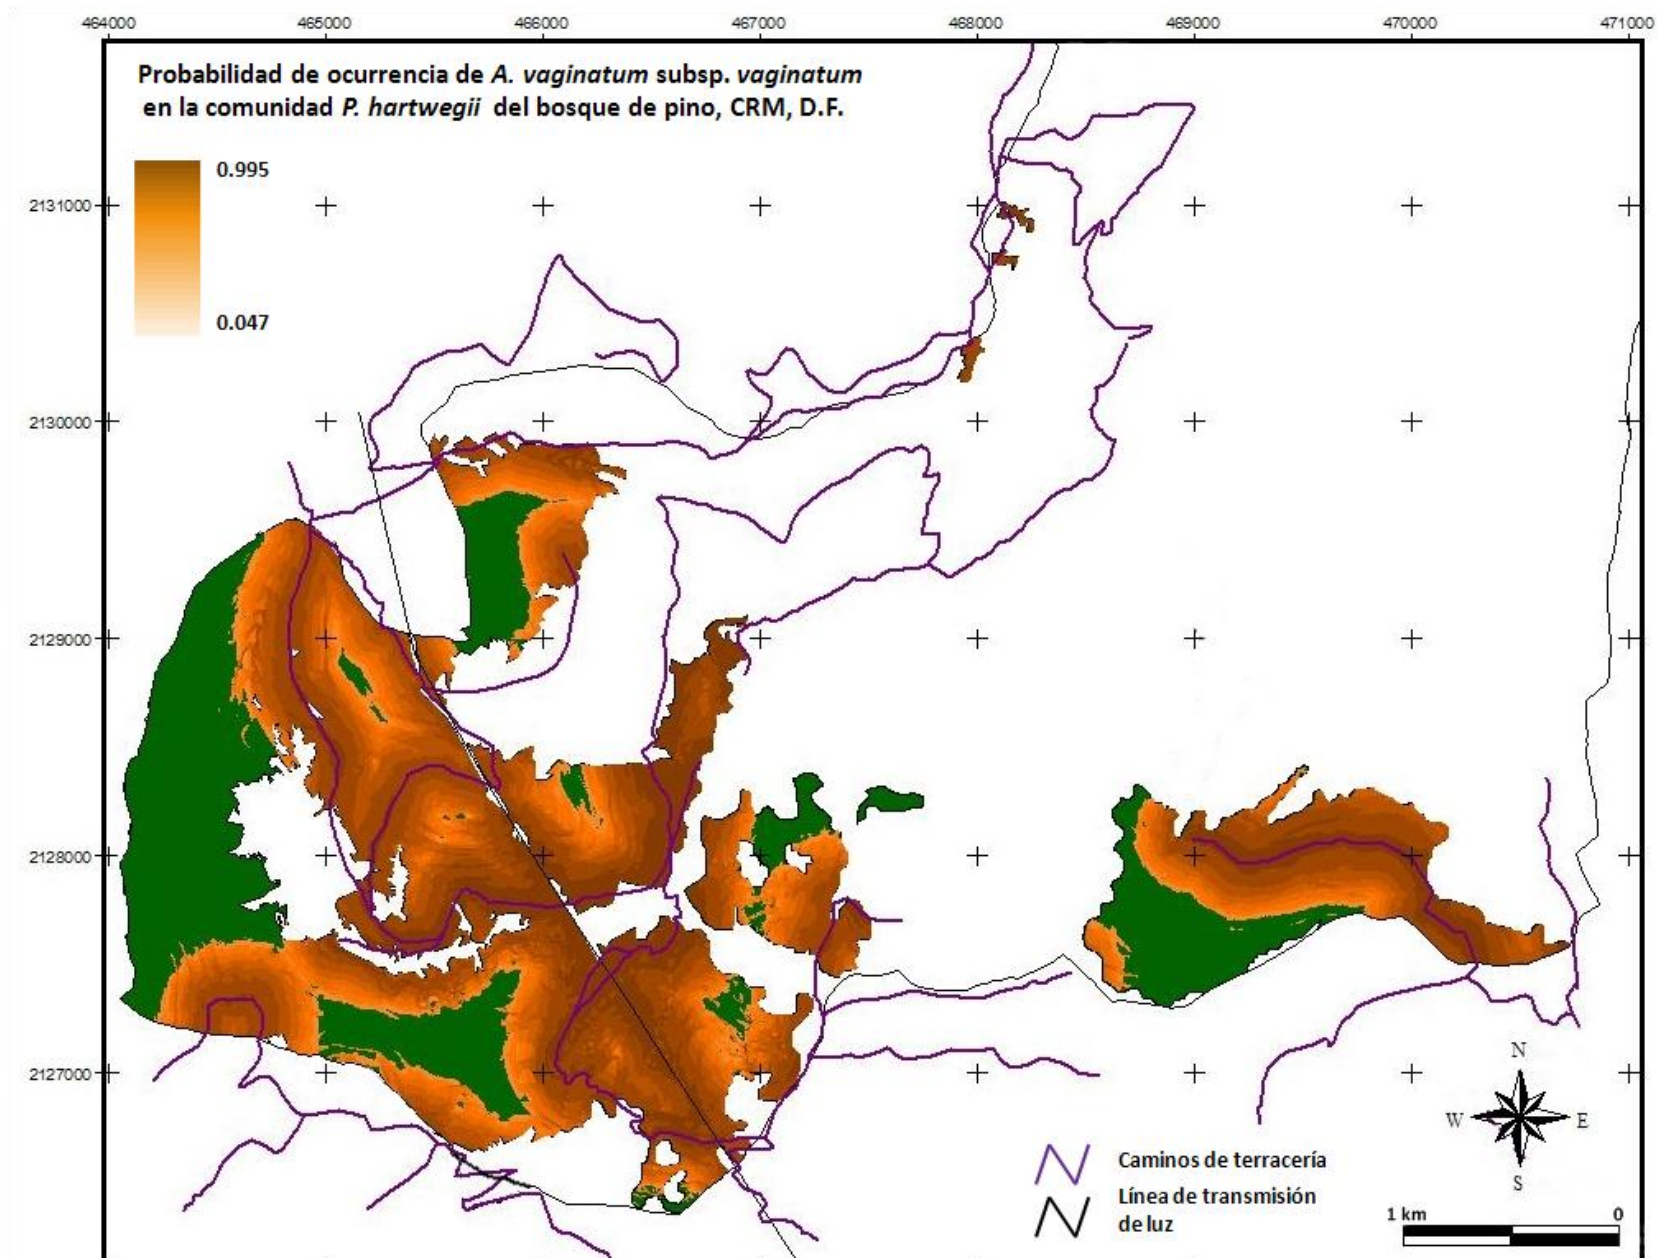 464000 465000 466000 467000 468000 469000 470000 471000
Probabilidad de ocurrencia de A. vaginatum subsp. vaginatum
en la comunidad P. hartwegii del bosque de pino, CRM, D.F.
0.995
0.047
2131000
2130000
2129000
2128000
2127000
N
W E
S
Caminos de terracería
Línea de transmisión
de luz
1 km 0